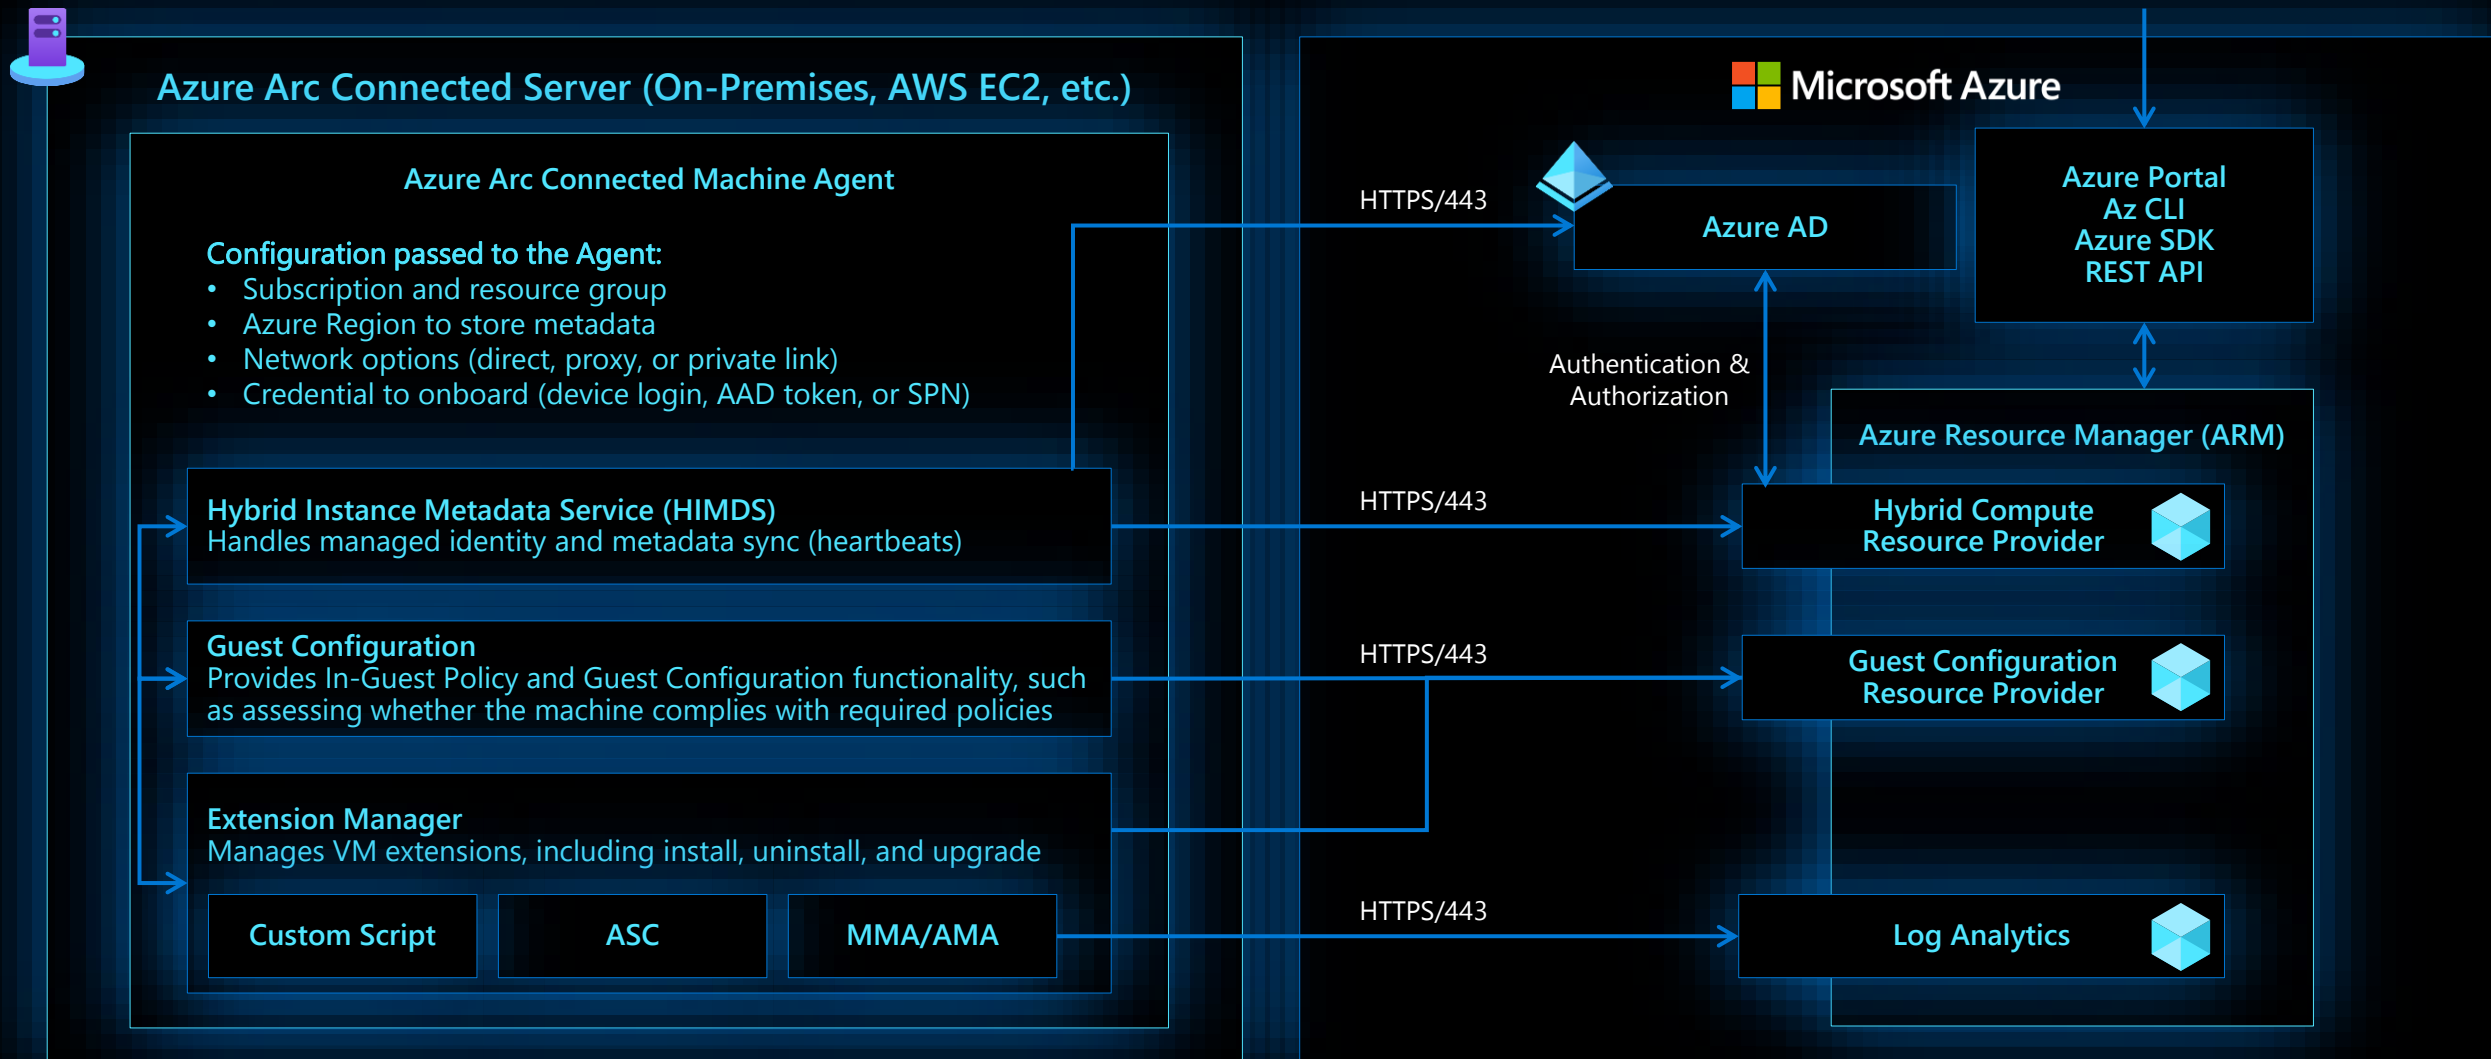 Azure Arc Connected Server (On-Premises, AWS EC2, etc.)
Azure Arc Connected Machine Agent
Configuration passed to the Agent:
• Subscription and resource group
• Azure Region to store metadata
• Network options (direct, proxy, or private link)
• Credential to onboard (device login, AAD token, or SPN)
Hybrid Instance Metadata Service (HIMDS)
Handles managed identity and metadata sync (heartbeats)
Guest Configuration
Provides In-Guest Policy and Guest Configuration functionality, such
as assessing whether the machine complies with required policies
Extension Manager
Manages VM extensions, including install, uninstall, and upgrade
Custom Script
ASC
MMA/AMA
HTTPS/443
HTTPS/443
HTTPS/443
HTTPS/443
Microsoft Azure
Azure AD
Authentication &
Authorization
Azure Portal
Az CLI
Azure SDK
REST API
Azure Resource Manager (ARM)
Hybrid Compute
Resource Provider
Guest Configuration
Resource Provider
Log Analytics